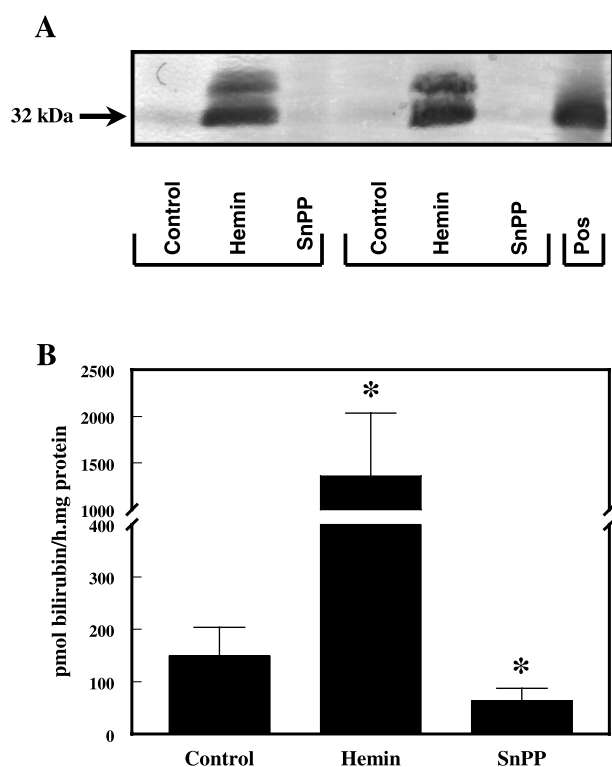 A
32 kDa
Control Hemin SnPP Control Hemin SnPP Pos
B
pmol bilirubin/h.mg protein
2500
2000
1500
1000
400
300
200
100
0
*
*
Control Hemin SnPP